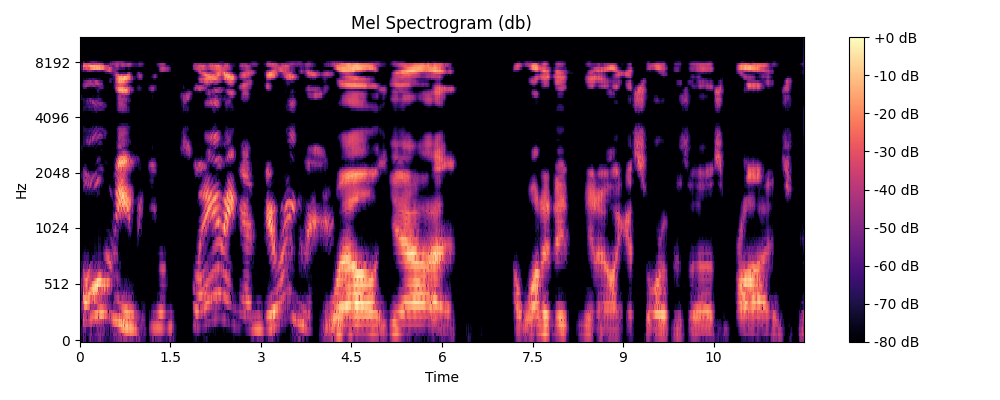 Mel Spectrogram (db)
+0 dB
8192
-10 dB
4096
-20 dB
-30 dB
Hz
2048
-40 dB
1024
-50 dB
-60 dB
512
-70 dB
0
-80 dB
0 1.5 3 4.5 6 7.5 9 10
Time